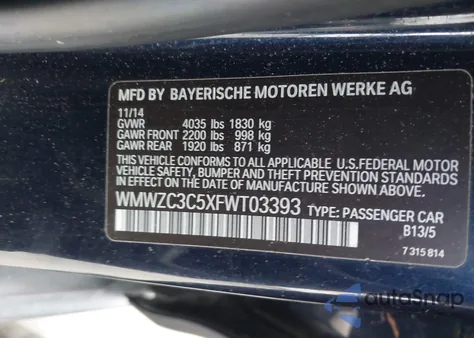 MFD BY BAYERISCHE MOTOREN WERKE AG
11/14
GVWR 4035 lbs 1830 kg
GAWR FRONT 2200 lbs 998 kg
GAWR REAR 1920 lbs 871 kg
THIS VEHICLE CONFORMS TO ALL APPLICABLE U.S.FEDERAL MOTOR
VEHICLE SAFETY, BUMPER, AND THEFT PREVENTION STANDARDS
IN EFFECT ON THE DATE OF MANUFACTURE SHOWN ABOVE.
WMWZC3C5XFWT03393 TYPE: PASSENGER CAR
B13/5
7 315 814
autoSnap